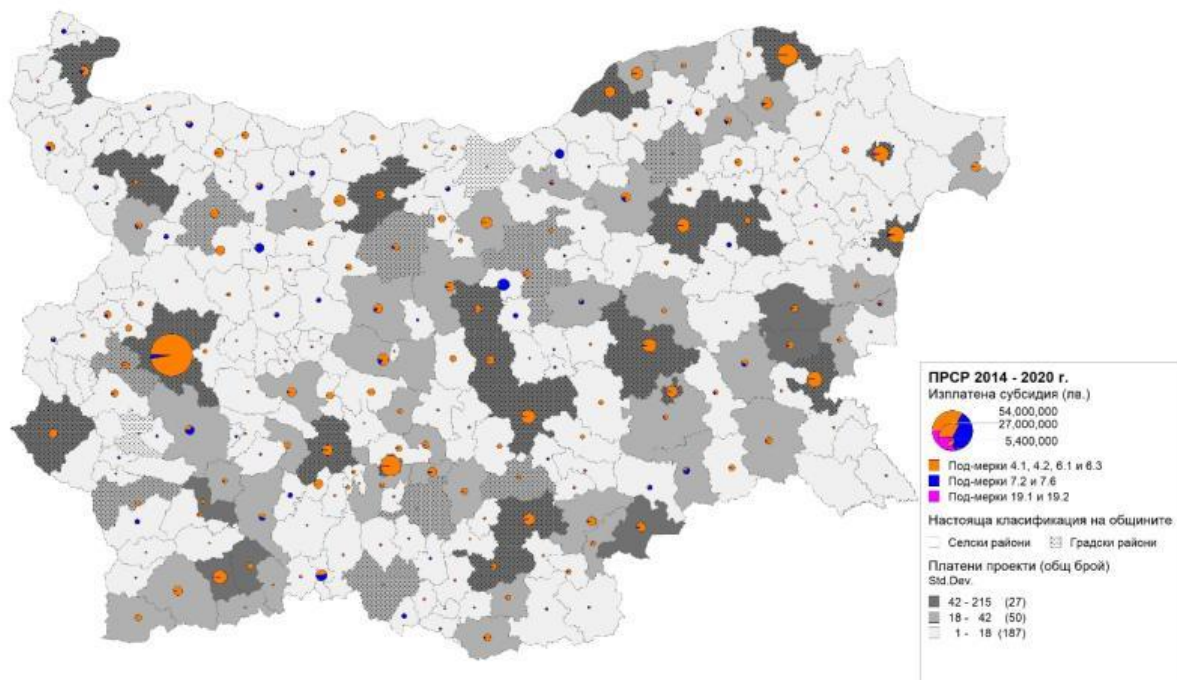 ПРСР 2014 - 2020 г.
Изплатена субсидия (лв.)
54,000,000
27,000,000
5,400,000
Под-мерки 4.1, 4.2, 6.1 и 6.3
Под-мерки 7.2 и 7.6
Под-мерки 19.1 и 19.2
Настояща класификация на общините
Селски райони Градски райони
Платени проекти (общ брой)
Std.Dev.
42 - 215 (27)
18 - 42 (50)
1 - 18 (187)